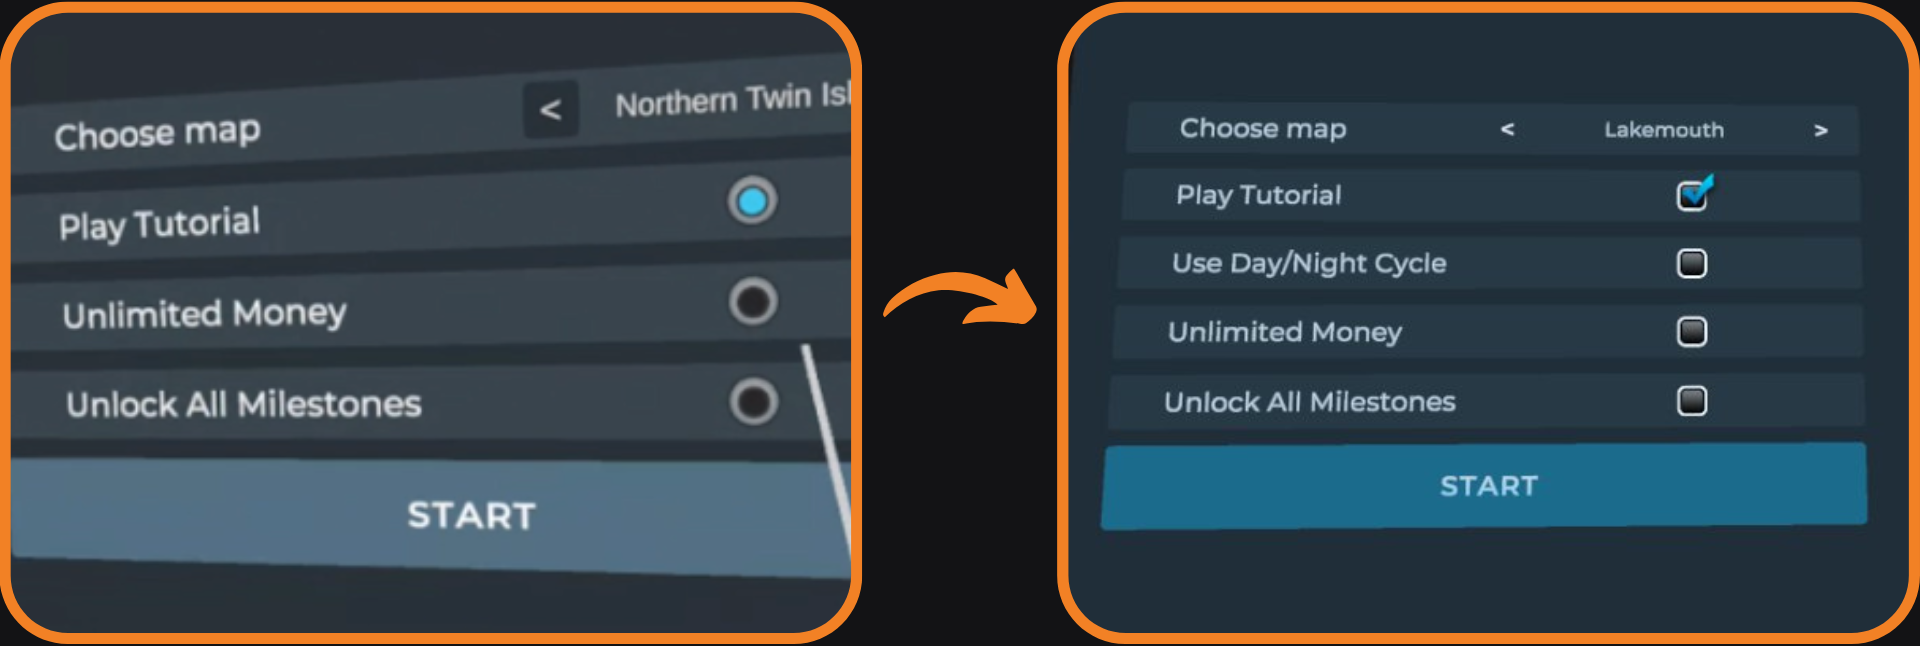 Choose map < Northern Twin Isl
Play Tutorial
Unlimited Money
Unlock All Milestones
START
Choose map < Lakemouth >
Play Tutorial
Use Day/Night Cycle
Unlimited Money
Unlock All Milestones
START